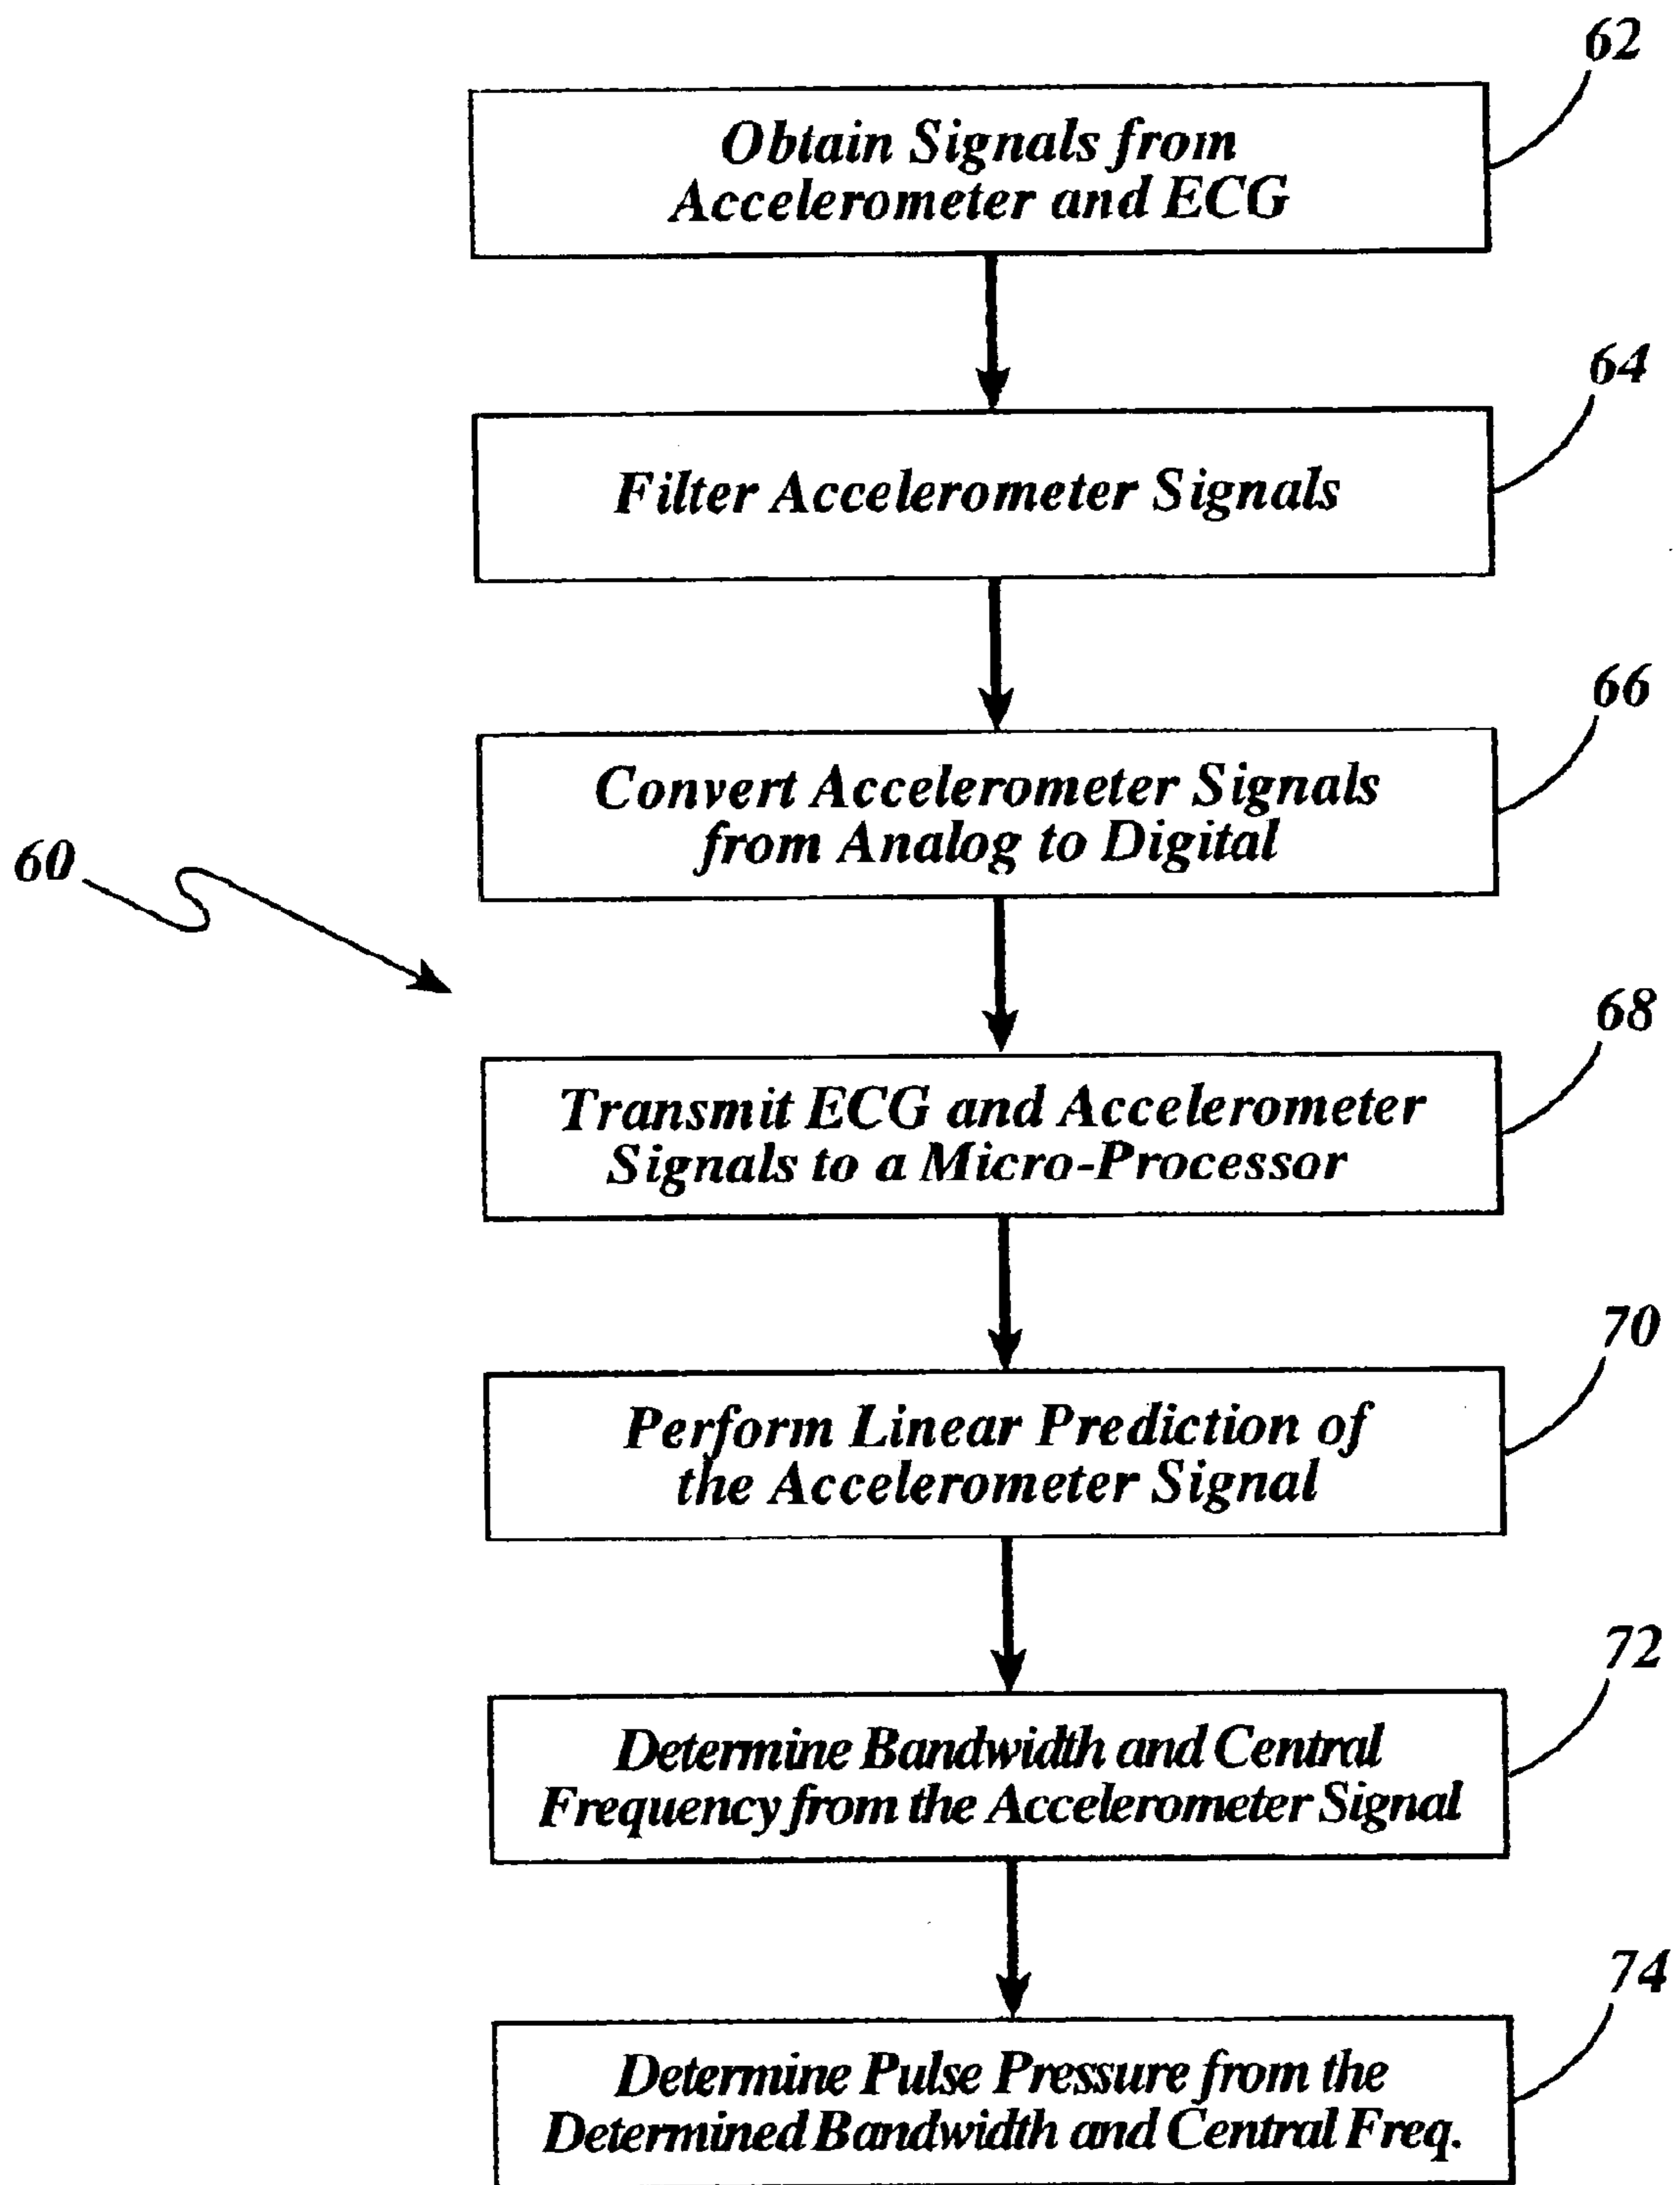 62
Obtain Signals from
Accelerometer and ECG
64
Filter Accelerometer Signals
66
Convert Accelerometer Signals
from Analog to Digital
60
68
Transmit ECG and Accelerometer
Signals to a Micro-Processor
70
Perform Linear Prediction of
the Accelerometer Signal
72
Determine Bandwidth and Central
Frequency from the Accelerometer Signal
74
Determine Pulse Pressure from the
Determined Bandwidth and Central Freq.